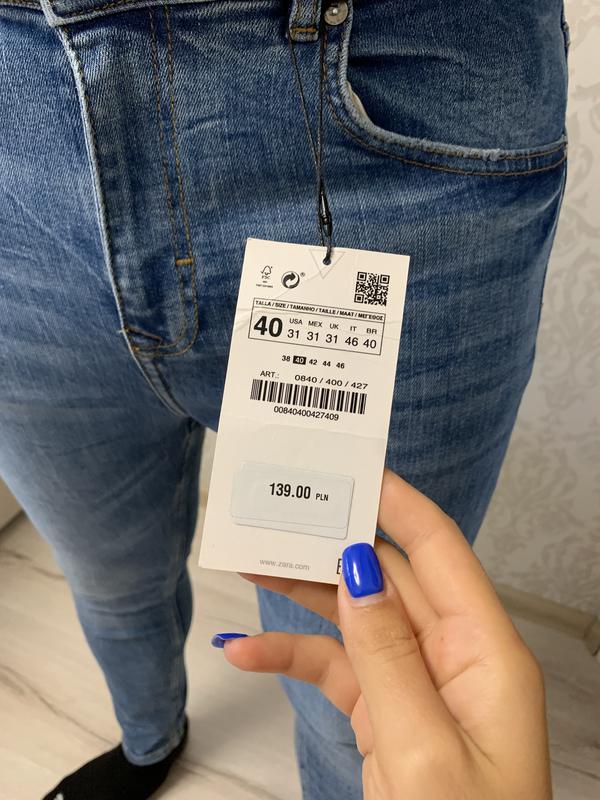 FSC
®
TALLA / SIZE / TAMANHO / TAILLE / MAAT / ΜΕΓΕΘΟΣ
40 USA MEX UK IT BR
31 31 31 46 40
38 40 42 44 46
ART.: 0840 / 400 / 427
00840400427409
139.00 PLN
www.zara.com